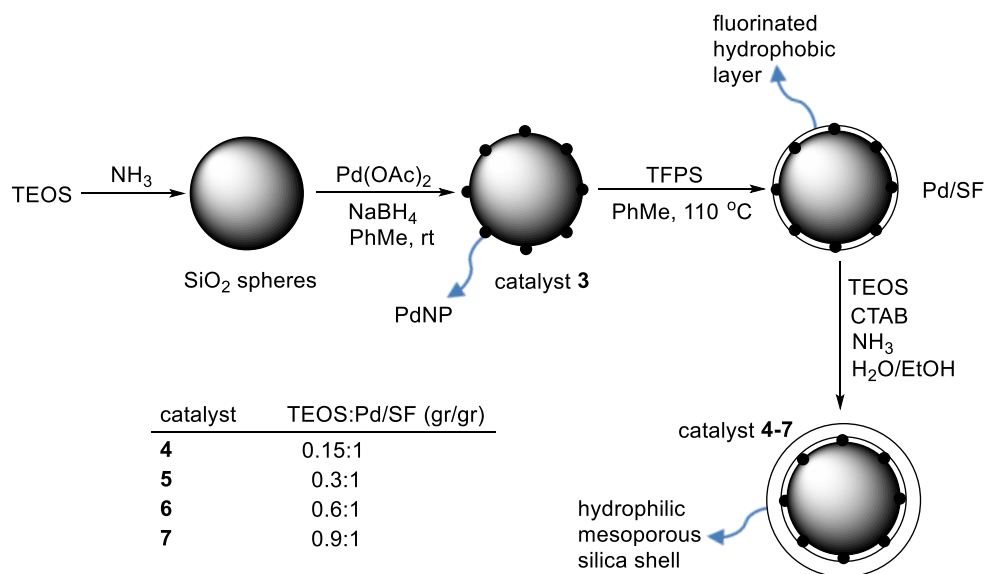 fluorinated
hydrophobic
layer
TEOS
NH3
SiO2 spheres
Pd(OAc)2
NaBH4
PhMe, rt
catalyst 3
PdNP
TFPS
PhMe, 110 oC
Pd/SF
TEOS
CTAB
NH3
H2O/EtOH
catalyst TEOS:Pd/SF (gr/gr)
4 0.15:1
5 0.3:1
6 0.6:1
7 0.9:1
catalyst 4-7
hydrophilic
mesoporous
silica shell